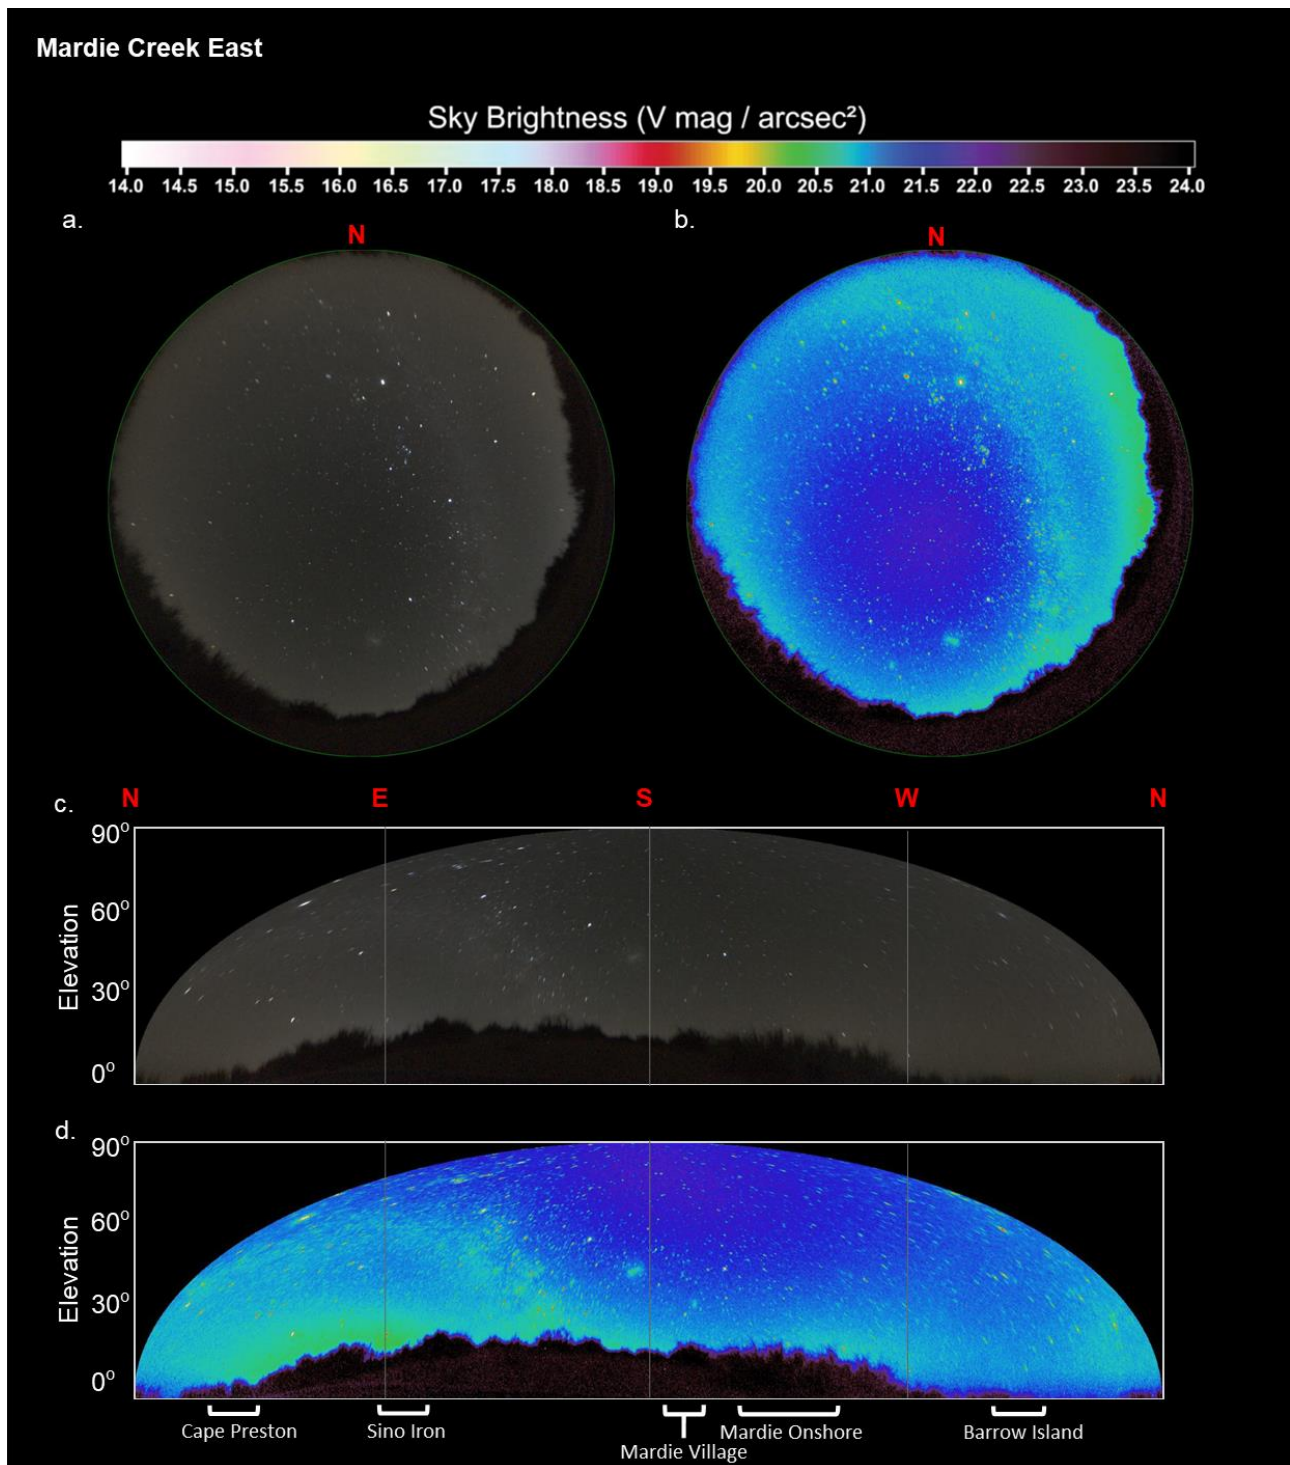 Mardie Creek East
Sky Brightness (V mag / arcsec²)
14.0 14.5 15.0 15.5 16.0 16.5 17.0 17.5 18.0 18.5 19.0 19.5 20.0 20.5 21.0 21.5 22.0 22.5 23.0 23.5 24.0
a. b.
N N
c. N E S W N
90°
60°
30°
0°
Elevation
d.
90°
60°
30°
0°
Elevation
Cape Preston Sino Iron Mardie Onshore Barrow Island
Mardie Village